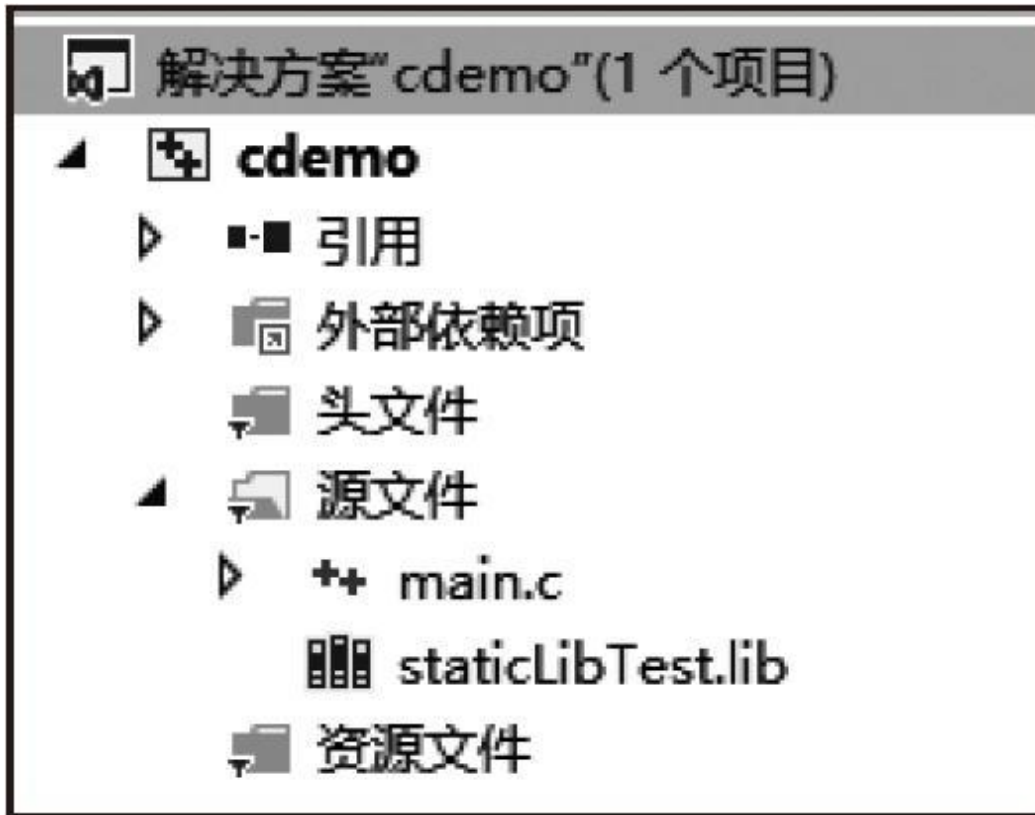 解决方案“cdemo”(1 个项目)
cdemo
引用
外部依赖项
头文件
源文件
main.c
staticLibTest.lib
资源文件